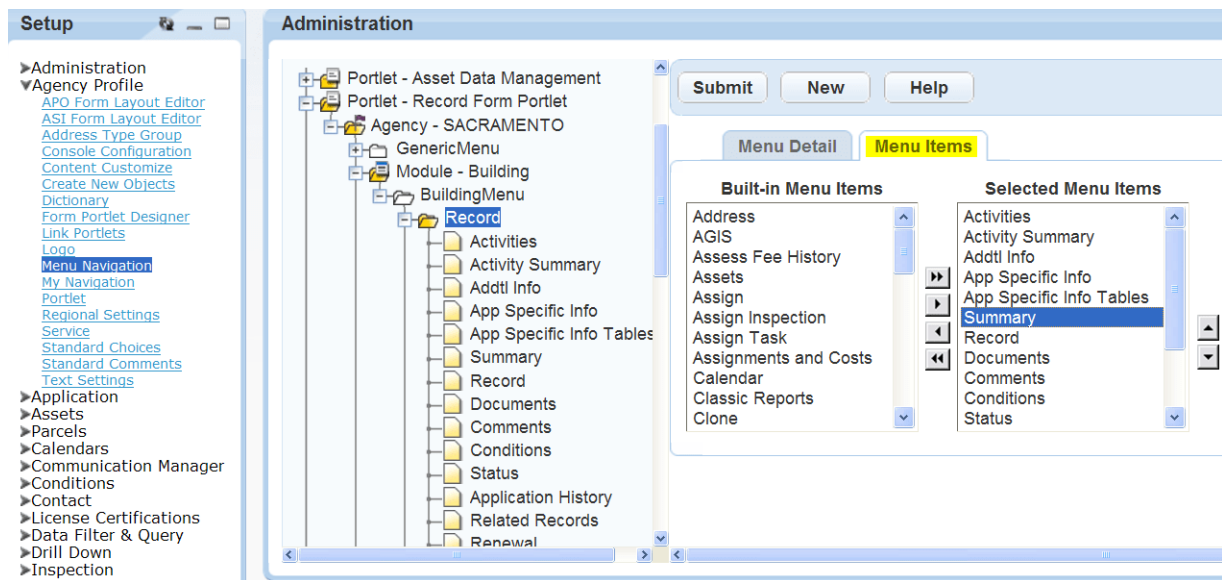 Setup
Administration
Agency Profile
APO Form Layout Editor
ASI Form Layout Editor
Address Type Group
Console Configuration
Content Customize
Create New Objects
Dictionary
Form Portlet Designer
Link Portlets
Logo
Menu Navigation
My Navigation
Portlet
Regional Settings
Service
Standard Choices
Standard Comments
Text Settings
Application
Assets
Parcels
Calendars
Communication Manager
Conditions
Contact
License Certifications
Data Filter & Query
Drill Down
Inspection
Administration
Portlet - Asset Data Management
Portlet - Record Form Portlet
Agency - SACRAMENTO
GenericMenu
Module - Building
BuildingMenu
Record
Activities
Activity Summary
Addtl Info
App Specific Info
App Specific Info Tables
Summary
Record
Documents
Comments
Conditions
Status
Application History
Related Records
Renewal
Submit New Help
Menu Detail Menu Items
Built-in Menu Items
Address
AGIS
Assess Fee History
Assets
Assign
Assign Inspection
Assign Task
Assignments and Costs
Calendar
Classic Reports
Clone
Selected Menu Items
Activities
Activity Summary
Addtl Info
App Specific Info
App Specific Info Tables
Summary
Record
Documents
Comments
Conditions
Status